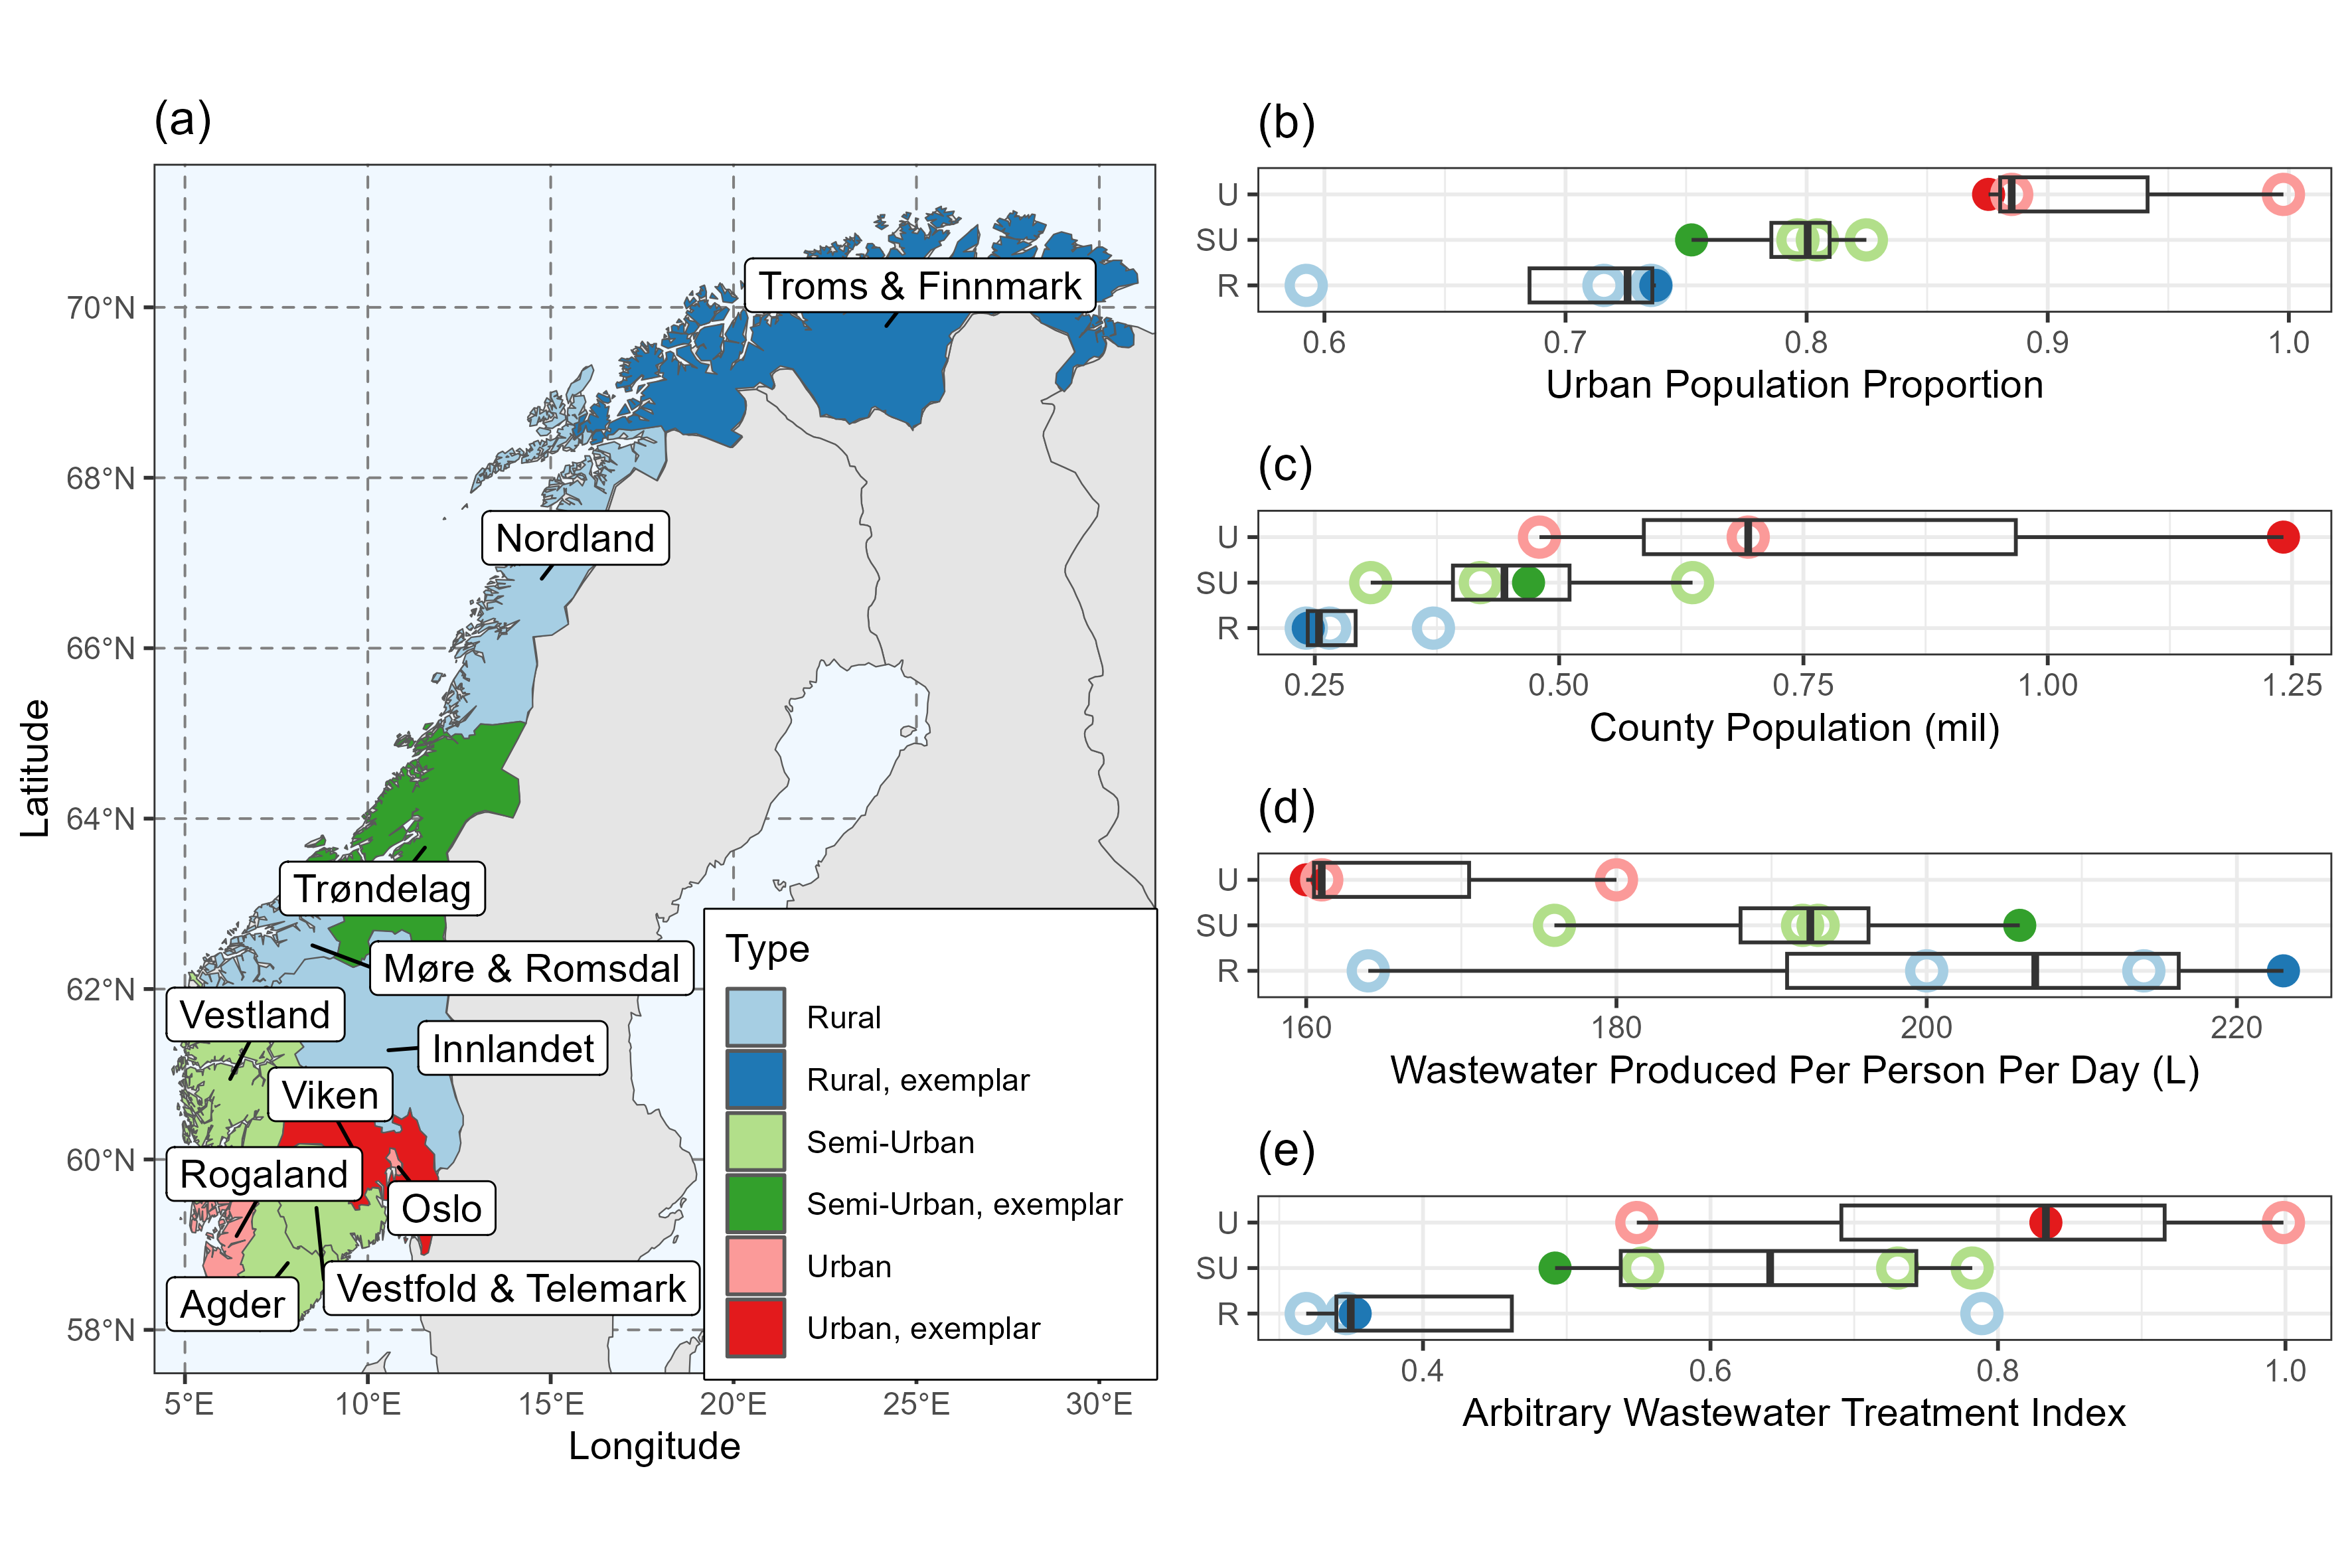 (a)
Latitude
70°N
68°N
66°N
64°N
62°N
60°N
58°N
Troms & Finnmark
Nordland
Trøndelag
Møre & Romsdal
Vestland
Innlandet
Viken
Rogaland
Oslo
Vestfold & Telemark
Agder
Type
Rural
Rural, exemplar
Semi-Urban
Semi-Urban, exemplar
Urban
Urban, exemplar
5°E 10°E 15°E 20°E 25°E 30°E
Longitude
(b)
U
SU
R
0.6 0.7 0.8 0.9 1.0
Urban Population Proportion
(c)
U
SU
R
0.25 0.50 0.75 1.00 1.25
County Population (mil)
(d)
U
SU
R
160 180 200 220
Wastewater Produced Per Person Per Day (L)
(e)
U
SU
R
0.4 0.6 0.8 1.0
Arbitrary Wastewater Treatment Index